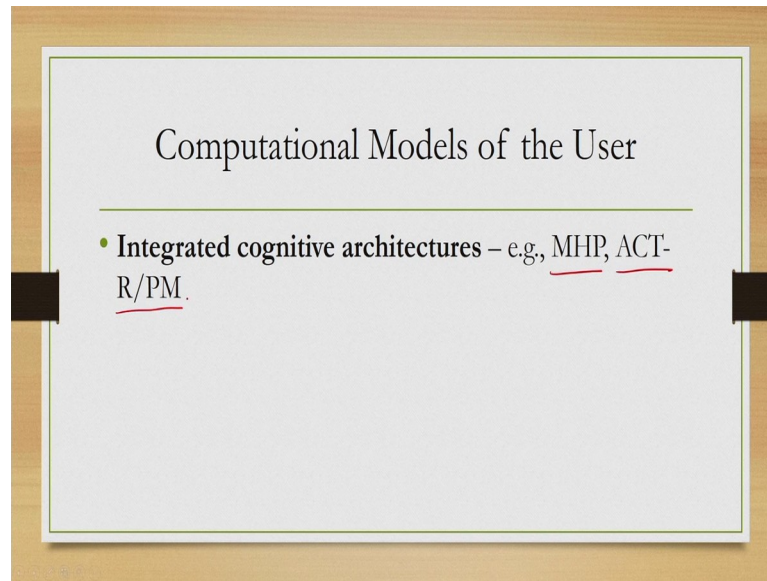 Computational Models of the User
• Integrated cognitive architectures – e.g., MHP, ACT-
R/PM.